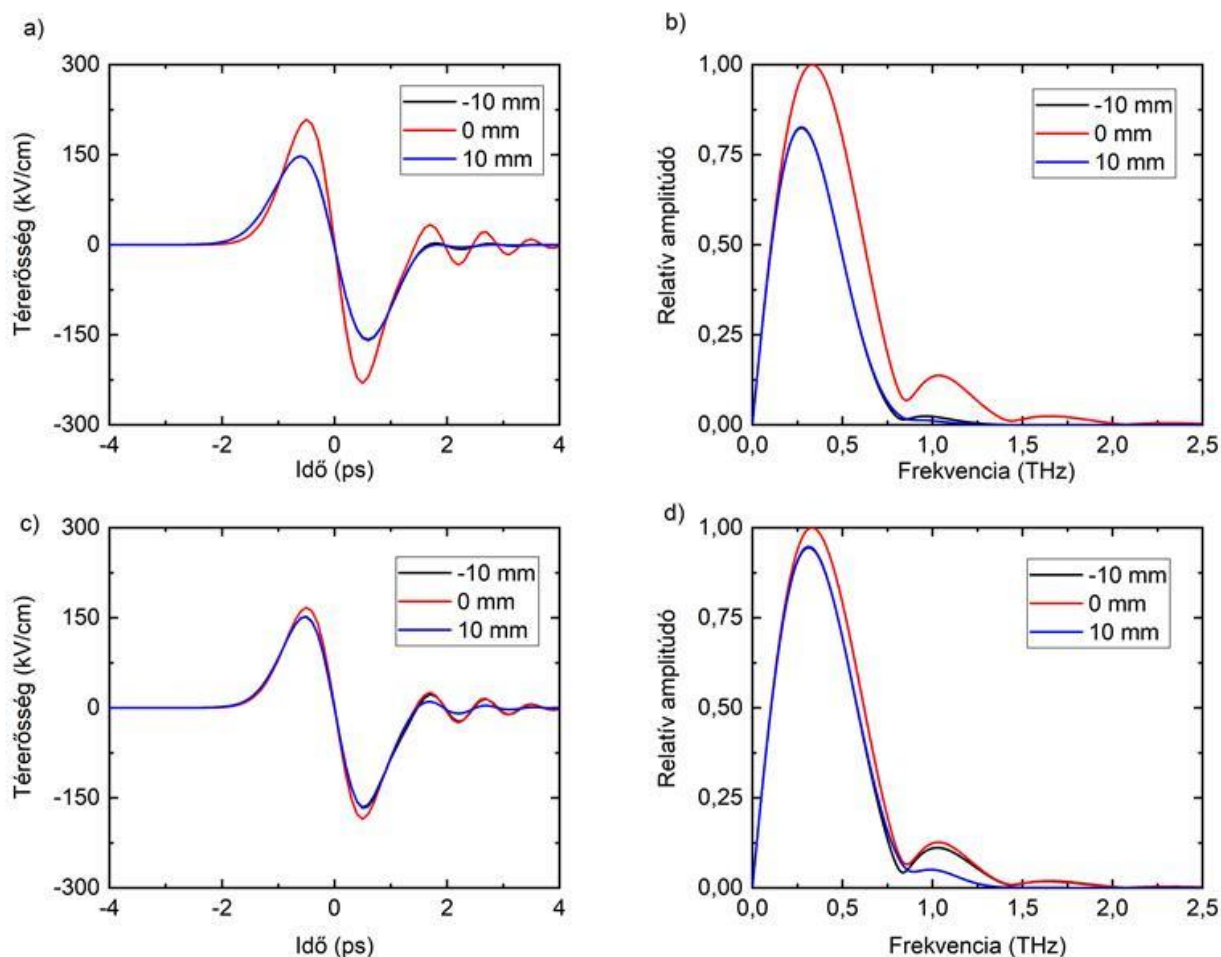 a)
300
150
0
-150
-300
-4
-2
0
2
4
Térerősség (kV/cm)
Idő (ps)
-10 mm
0 mm
10 mm
b)
1,00
0,75
0,50
0,25
0,00
0,0
0,5
1,0
1,5
2,0
2,5
Relatív amplitúdó
Frekvencia (THz)
-10 mm
0 mm
10 mm
c)
300
150
0
-150
-300
-4
-2
0
2
4
Térerősség (kV/cm)
Idő (ps)
-10 mm
0 mm
10 mm
d)
1,00
0,75
0,50
0,25
0,00
0,0
0,5
1,0
1,5
2,0
2,5
Relatív amplitúdó
Frekvencia (THz)
-10 mm
0 mm
10 mm